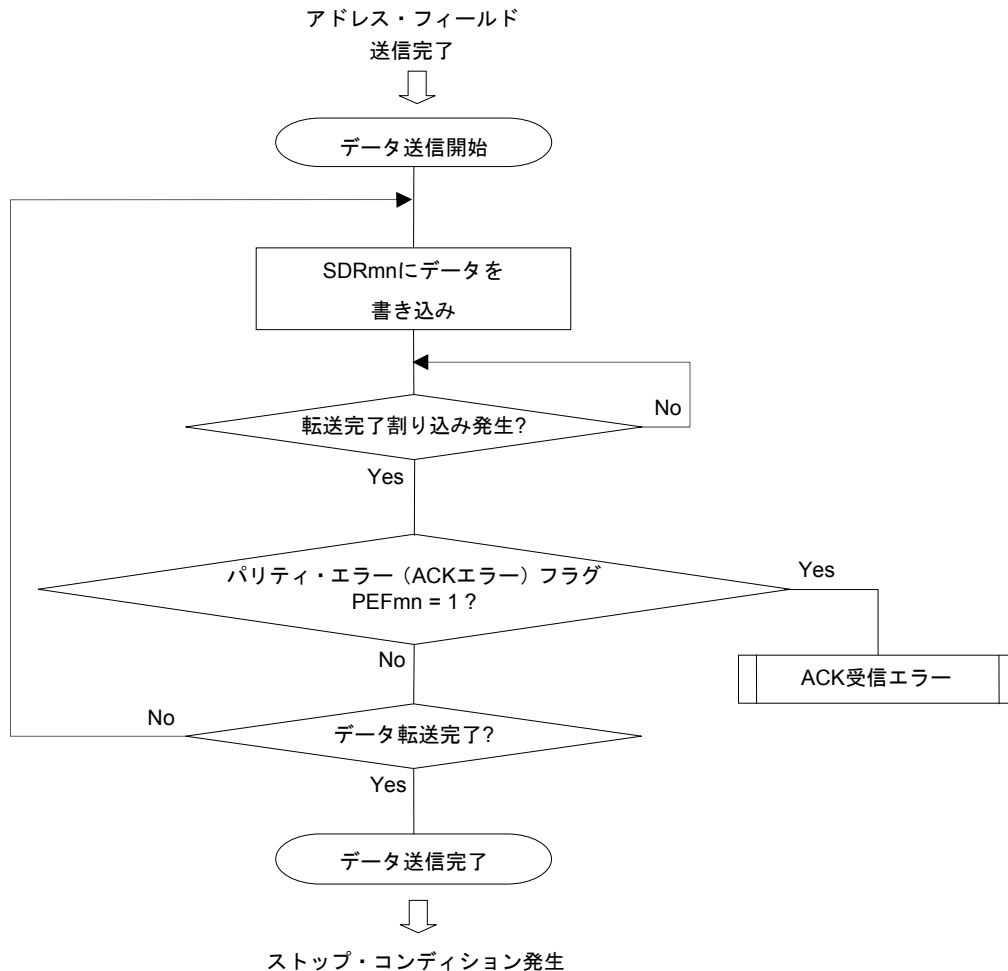 アドレス・フィールド
送信完了
データ送信開始
SDRmnにデータを
書き込み
No
転送完了割り込み発生?
Yes
パリティ・エラー（ACKエラー）フラグ
PEFmn = 1 ?
Yes
No
ACK受信エラー
No
データ転送完了?
Yes
データ送信完了
ストップ・コンディション発生